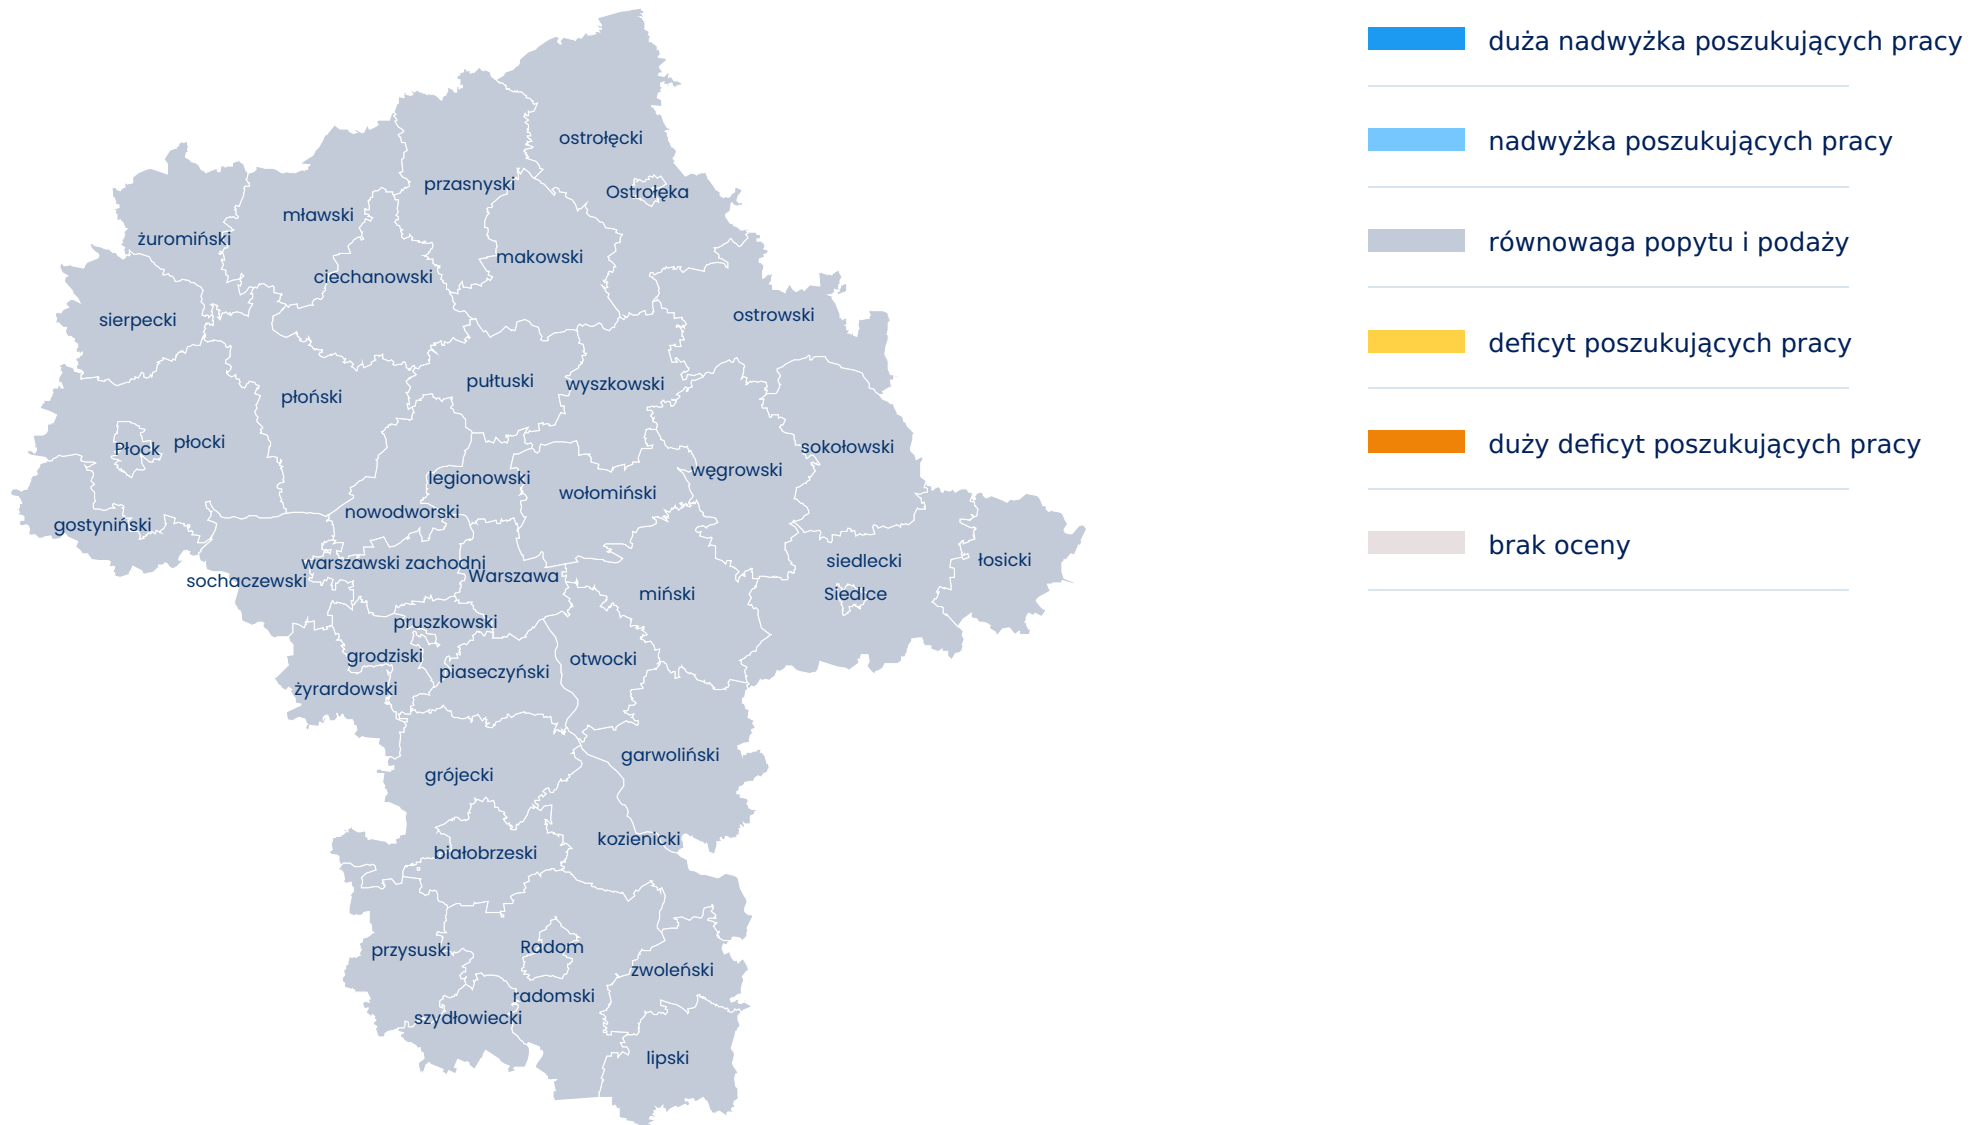 ostrołęcki
przasnyski
Ostrołęka
mławski
żuromiński
makowski
ciechanowski
sierpecki
ostrowski
pułtuski
wyszkowski
płoński
płocki
Płock
sokołowski
węgrowski
legionowski
wołomiński
nowodworski
gostyniński
warszawski zachodni
siedlecki
łosicki
Warszawa
sochaczewski
miński
Siedlce
pruszkowski
grodziski
otwocki
piaseczyński
żyrardowski
garwoliński
grójecki
kozienicki
białobrzeski
przysuski
Radom
zwoleński
radomski
szydłowiecki
lipski
duża nadwyżka poszukujących pracy
nadwyżka poszukujących pracy
równowaga popytu i podaży
deficyt poszukujących pracy
duży deficyt poszukujących pracy
brak oceny